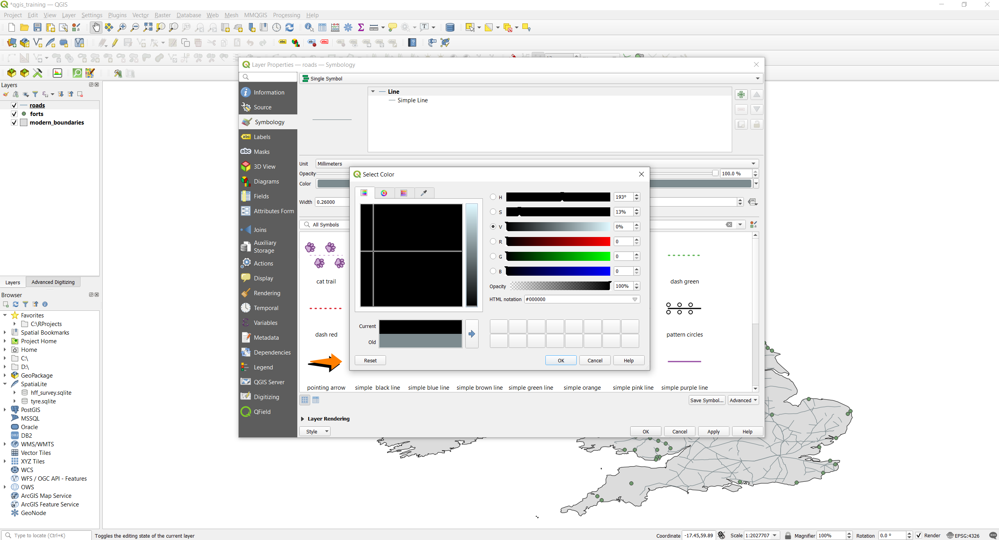 *qgis_training — QGIS
Project Edit View Layer Settings Plugins Vector Raster Database Web Mesh MMQGIS Processing Help
Layers
roads
forts
modern_boundaries
Layers Advanced Digitizing
Browser
Favorites
C:\RProjects
Spatial Bookmarks
Project Home
Home
C:\
D:\
GeoPackage
SpatiaLite
hff_survey.sqlite
tyre.sqlite
PostGIS
MSSQL
Oracle
DB2
WMS/WMTS
Vector Tiles
XYZ Tiles
WCS
WFS / OGC API - Features
OWS
ArcGIS Map Service
ArcGIS Feature Service
GeoNode
Layer Properties — roads — Symbology
Information
Source
Symbology
Labels
Masks
3D View
Diagrams
Fields
Attributes Form
Joins
Auxiliary
Storage
Actions
Display
Rendering
Temporal
Variables
Metadata
Dependencies
Legend
QGIS Server
Digitizing
QField
Single Symbol
Line
Simple Line
Unit Millimeters
Opacity 100.0 %
Color
Width 0.26000
All Symbols
cat trail
dash green
dash red
pattern circles
pointing arrow simple black line simple blue line simple brown line simple green line simple orange simple pink line simple purple line
Save Symbol... Advanced
Layer Rendering
Style OK Cancel Apply Help
Select Color
H 193°
S 13%
V 0%
R 0
G 0
B 0
Opacity 100%
HTML notation #000000
Current
Old
Reset OK Cancel Help
Type to locate (Ctrl+K) Toggles the editing state of the current layer Coordinate -17.45,59.89 Scale 1:2027707 Magnifier 100% Rotation 0.0 ° Render EPSG:4326